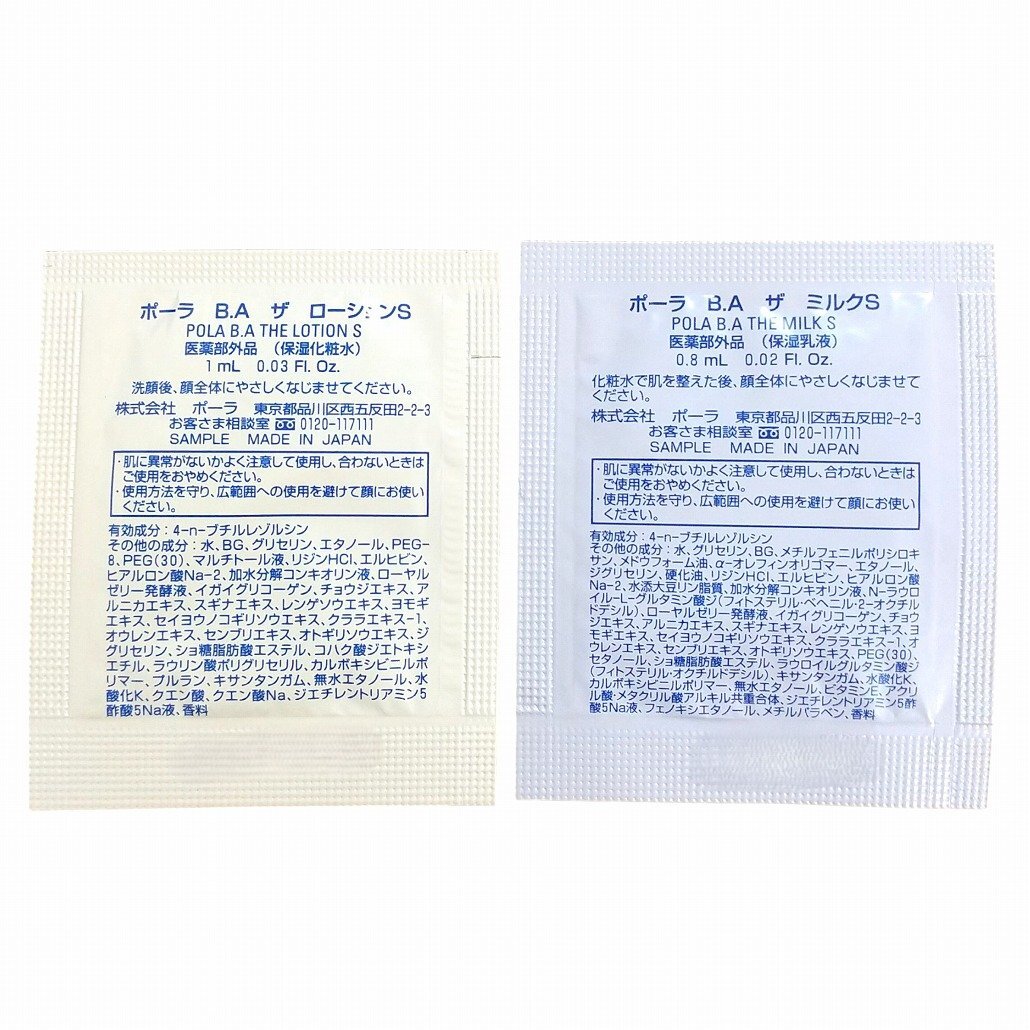 ポーラ B.A ザ ローションS
POLA B.A THE LOTION S
医薬部外品 (保湿化粧水)
1 mL 0.03 Fl. Oz.
洗顔後、顔全体にやさしくなじませてください。
株式会社 ポーラ 東京都品川区西五反田2-2-3
お客さま相談室 0120-117111
SAMPLE MADE IN JAPAN
・肌に異常がないかよく注意して使用し、合わないときは
ご使用をおやめください。
・使用方法を守り、広範囲への使用を避けて顔にお使い
ください。
有効成分：4-n-ブチルレゾルシン
その他の成分：水、BG、グリセリン、エタノール、PEG-
8、PEG(30)、マルチトール液、リジンHCl、エルヒビン、
ヒアルロン酸Na-2、加水分解コンキオリン液、ローヤル
ゼリー発酵液、イガイグリコーゲン、チョウジエキス、ア
ルニカエキス、スギナエキス、レンゲソウエキス、ヨモギ
エキス、セイヨウノコギリソウエキス、クララエキス-1、
オウレンエキス、センブリエキス、オトギリソウエキス、ジ
グリセリン、ショ糖脂肪酸エステル、コハク酸ジエトキシ
エチル、ラウリン酸ポリグリセリル、カルボキシビニルポ
リマー、プルラン、キサンタンガム、無水エタノール、水
酸化K、クエン酸、クエン酸Na、ジエチレントリアミン5
酢酸5Na液、香料
ポーラ B.A ザ ミルクS
POLA B.A THE MILK S
医薬部外品 (保湿乳液)
0.8 mL 0.02 Fl. Oz.
化粧水で肌を整えた後、顔全体にやさしくなじませてくだ
さい。
株式会社 ポーラ 東京都品川区西五反田2-2-3
お客さま相談室 0120-117111
SAMPLE MADE IN JAPAN
・肌に異常がないかよく注意して使用し、合わないときは
ご使用をおやめください。
・使用方法を守り、広範囲への使用を避けて顔にお使い
ください。
有効成分：4-n-ブチルレゾルシン
その他の成分：水、グリセリン、BG、メチルフェニルポリシロキ
サン、メドウフォーム油、α-オレフィンオリゴマー、エタノール、
ジグリセリン、硬化油、リジンHCl、エルヒビン、ヒアルロン酸
Na-2、水添大豆リン脂質、加水分解コンキオリン液、N-ラウロ
イル-L-グルタミン酸ジ(フィトステリル・ベヘニル・2-オクチルド
デシル)、ローヤルゼリー発酵液、イガイグリコーゲン、チョウ
ジエキス、アルニカエキス、スギナエキス、レンゲソウエキス、ヨ
モギエキス、セイヨウノコギリソウエキス、クララエキス-1、オ
ウレンエキス、センブリエキス、オトギリソウエキス、PEG(30)、
セタノール、ショ糖脂肪酸エステル、ラウロイルグルタミン酸ジ
(フィトステリル・オクチルドデシル)、キサンタンガム、水酸化K、
カルボキシビニルポリマー、無水エタノール、ビタミンE、アクリ
ル酸・メタクリル酸アルキル共重合体、ジエチレントリアミン5酢
酸5Na液、フェノキシエタノール、メチルパラベン、香料